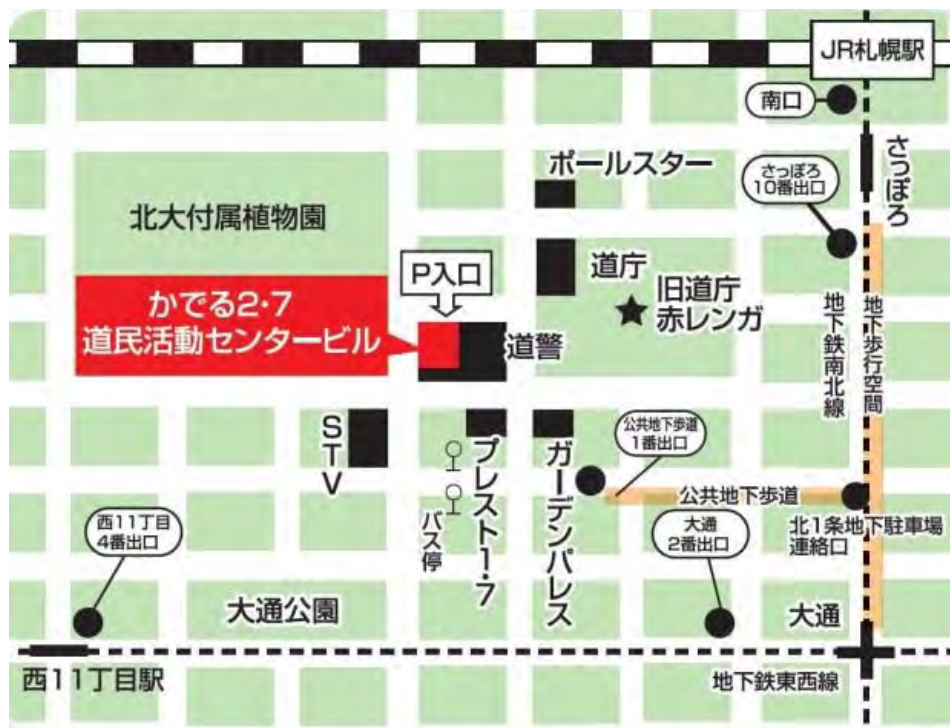 JR札幌駅
南口
さっぽろ
さっぽろ
10番出口
ポールスター
北大付属植物園
P入口
道庁
旧道庁
赤レンガ
かでる2・7
道民活動センタービル
道警
地下鉄南北線
地下歩行空間
STV
プレスト1・7
バス停
ガーデンパレス
公共地下歩道
1番出口
公共地下歩道
北1条地下駐車場
連絡口
西11丁目
4番出口
大通
2番出口
大通公園
大通
西11丁目駅
地下鉄東西線